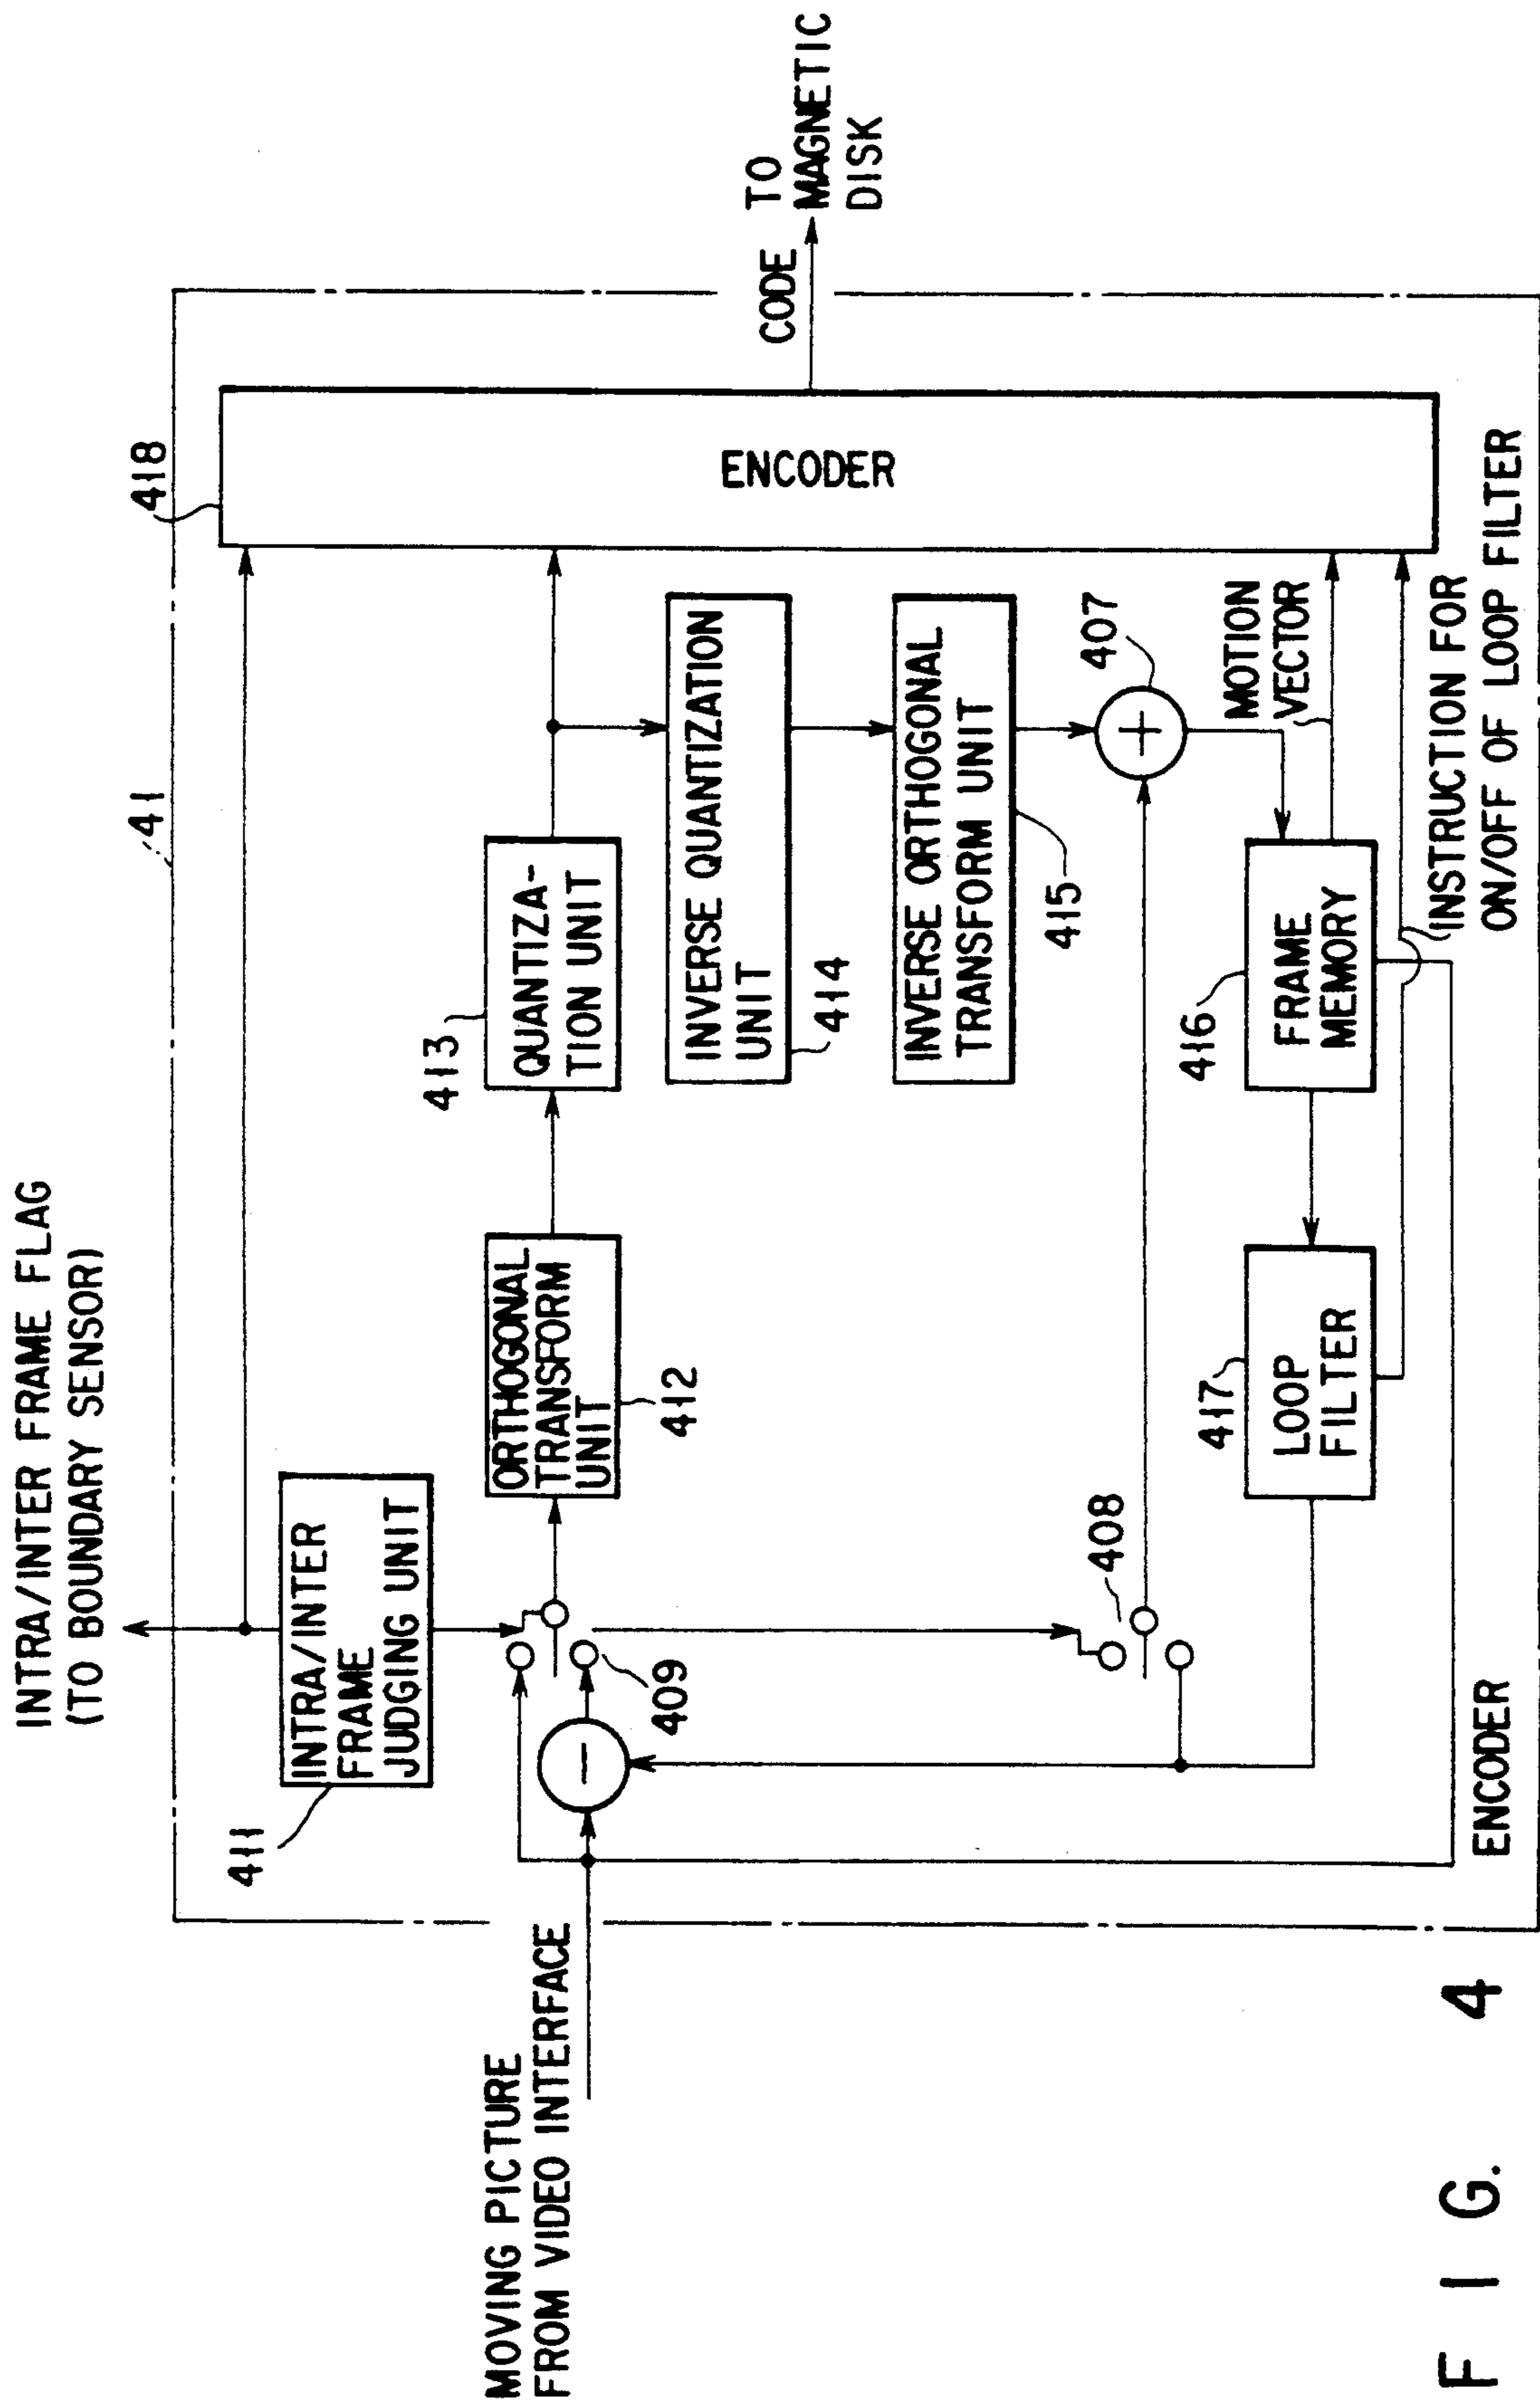 INTRA/INTER FRAME FLAG
(TO BOUNDARY SENSOR)
41
418
411
INTRA/INTER
FRAME
JUDGING UNIT
MOVING PICTURE
FROM VIDEO INTERFACE
409
ORTHOGONAL
TRANSFORM
UNIT
412
413
QUANTIZA-
TION UNIT
INVERSE QUANTIZATION
UNIT
414
INVERSE ORTHOGONAL
TRANSFORM UNIT
415
ENCODER
CODE
TO
MAGNETIC
DISK
408
407
+
−
MOTION
VECTOR
417
LOOP
FILTER
416
FRAME
MEMORY
INSTRUCTION FOR
ON/OFF OF LOOP FILTER
ENCODER
FIG. 4